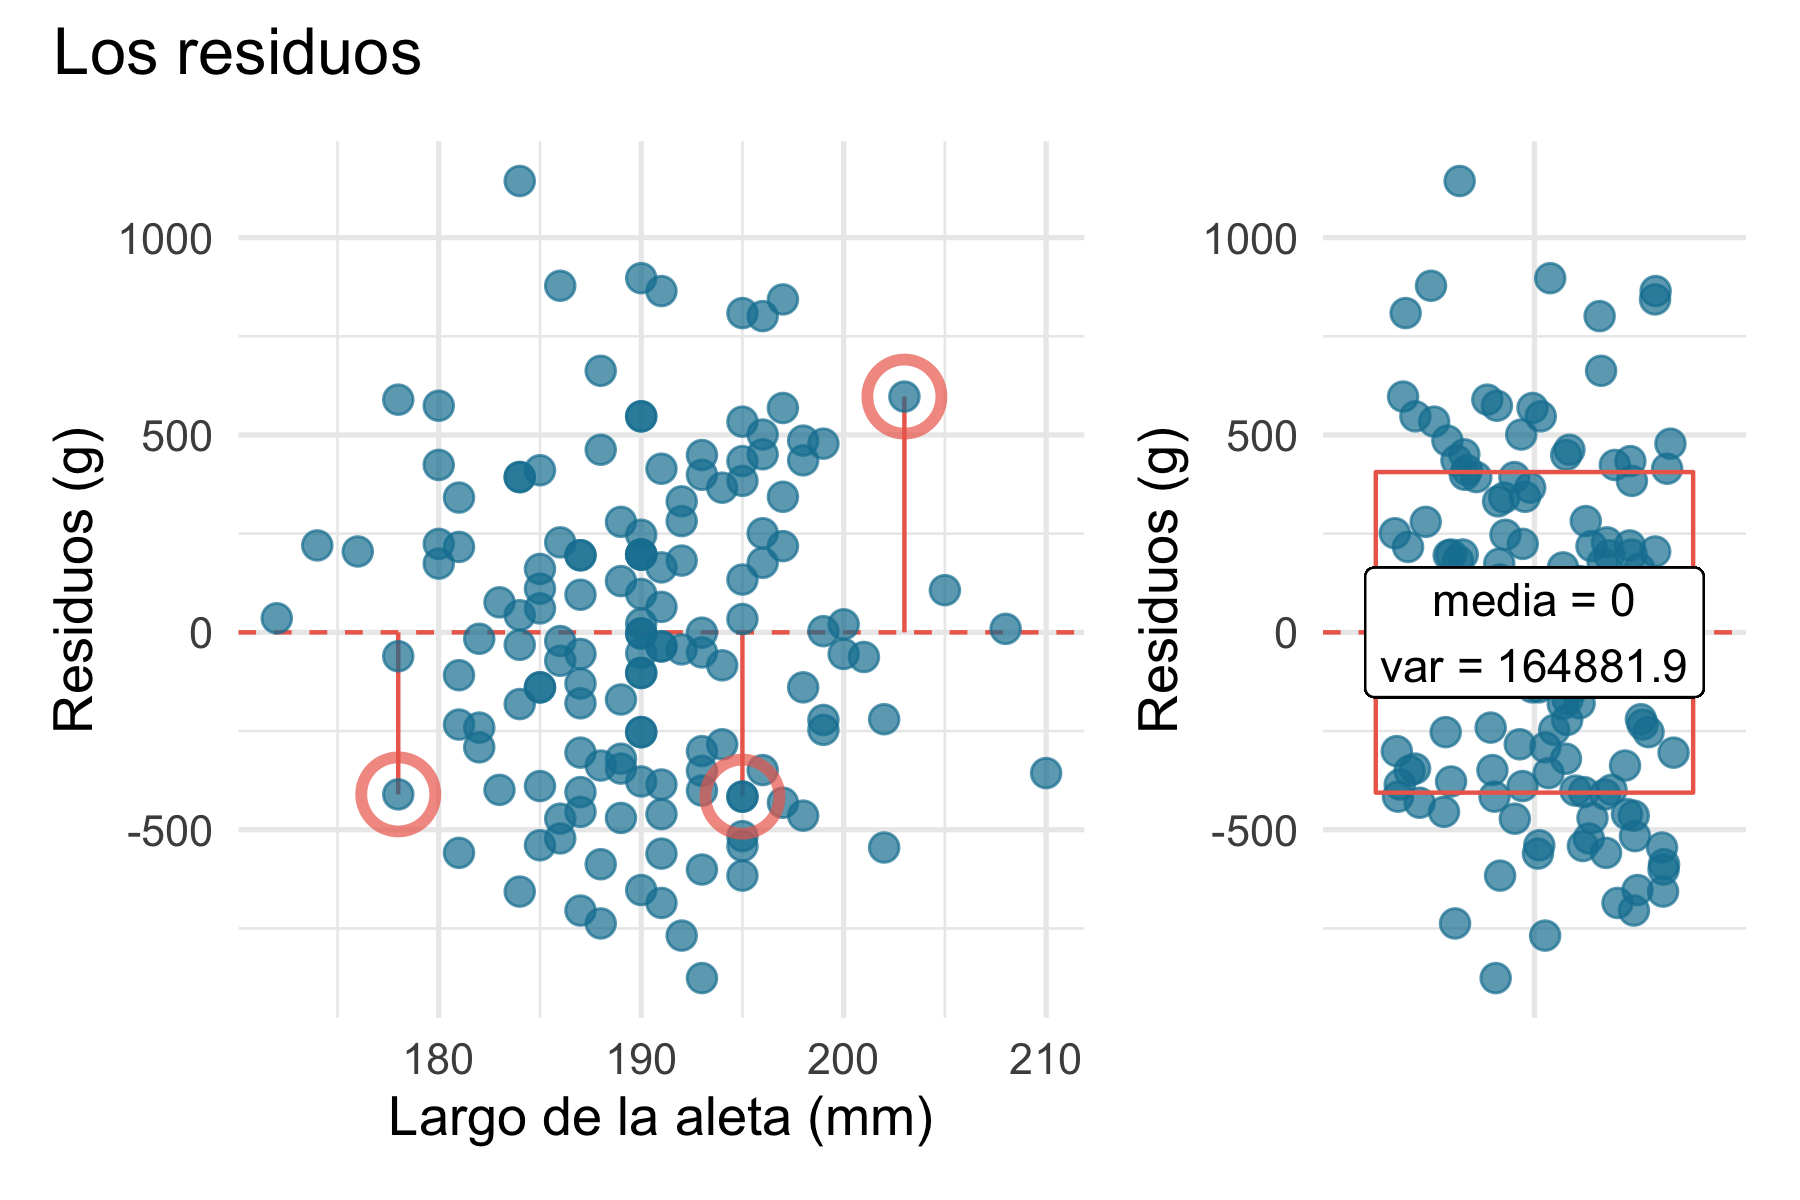 Los residuos
Residuos (g)
1000
500
0
-500
180 190 200 210
Largo de la aleta (mm)
Residuos (g)
1000
500
0
-500
media = 0
var = 164881.9